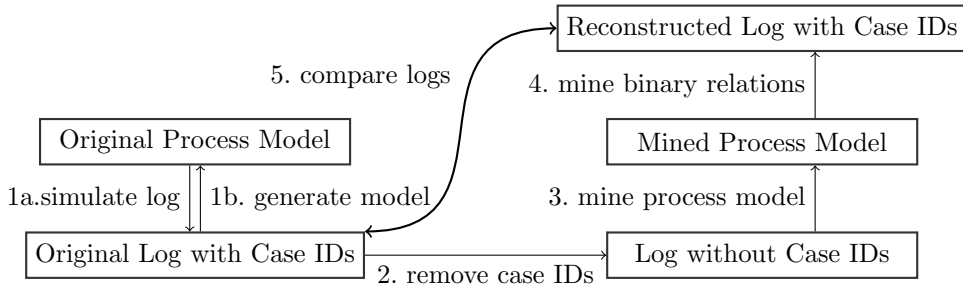 Reconstructed Log with Case IDs
5. compare logs
4. mine binary relations
Original Process Model
Mined Process Model
1a.simulate log
1b. generate model
3. mine process model
Original Log with Case IDs
Log without Case IDs
2. remove case IDs